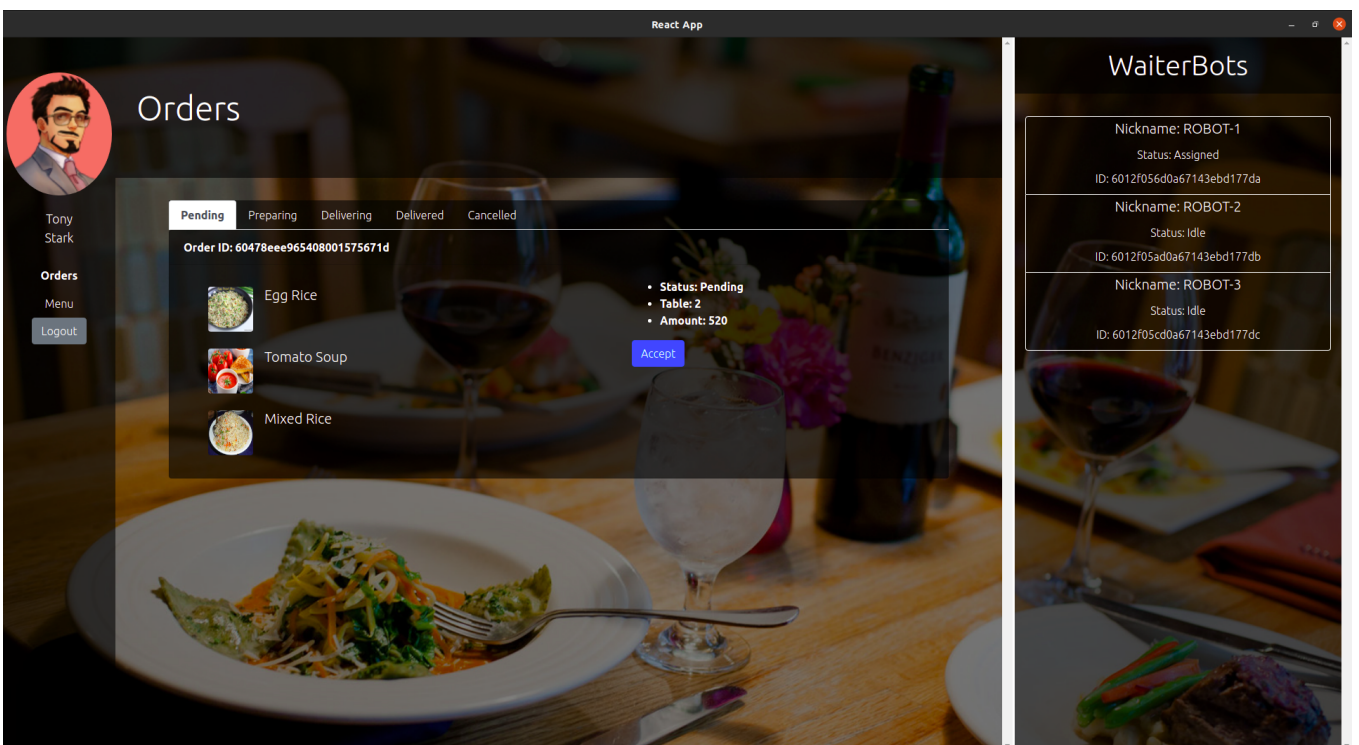 React App
Orders
Tony
Stark
Orders
Menu
Logout
Pending Preparing Delivering Delivered Cancelled
Order ID: 60478eee965408001575671d
Egg Rice
Tomato Soup
Mixed Rice
• Status: Pending
• Table: 2
• Amount: 520
Accept
WaiterBots
Nickname: ROBOT-1
Status: Assigned
ID: 6012f056d0a67143ebd177da
Nickname: ROBOT-2
Status: Idle
ID: 6012f05ad0a67143ebd177db
Nickname: ROBOT-3
Status: Idle
ID: 6012f05cd0a67143ebd177dc